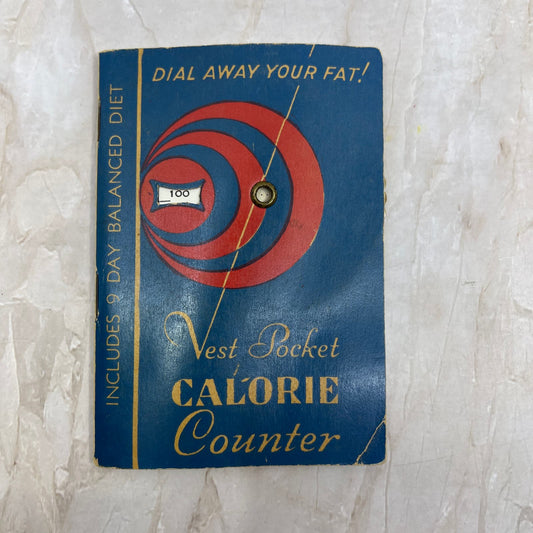 DIAL AWAY YOUR FAT!
INCLUDES 9 DAY BALANCED DIET
100
Vest Pocket
CALORIE
Counter